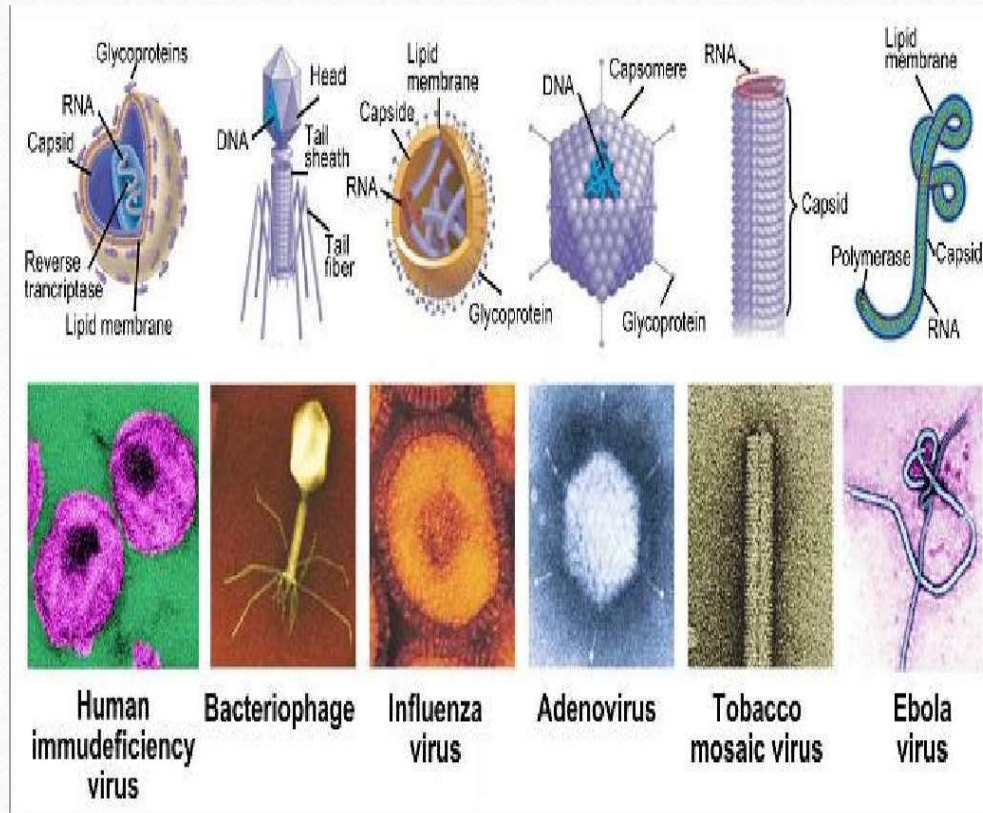 Glycoproteins
RNA
Capsid
Reverse
trancriptase
Lipid membrane
Head
DNA
Tail
sheath
Tail
fiber
Lipid
membrane
Capside
RNA
Glycoprotein
DNA
Capsomere
Glycoprotein
RNA
Capsid
Lipid
membrane
Polymerase
Capsid
RNA
Human
immudeficiency
virus
Bacteriophage
Influenza
virus
Adenovirus
Tobacco
mosaic virus
Ebola
virus